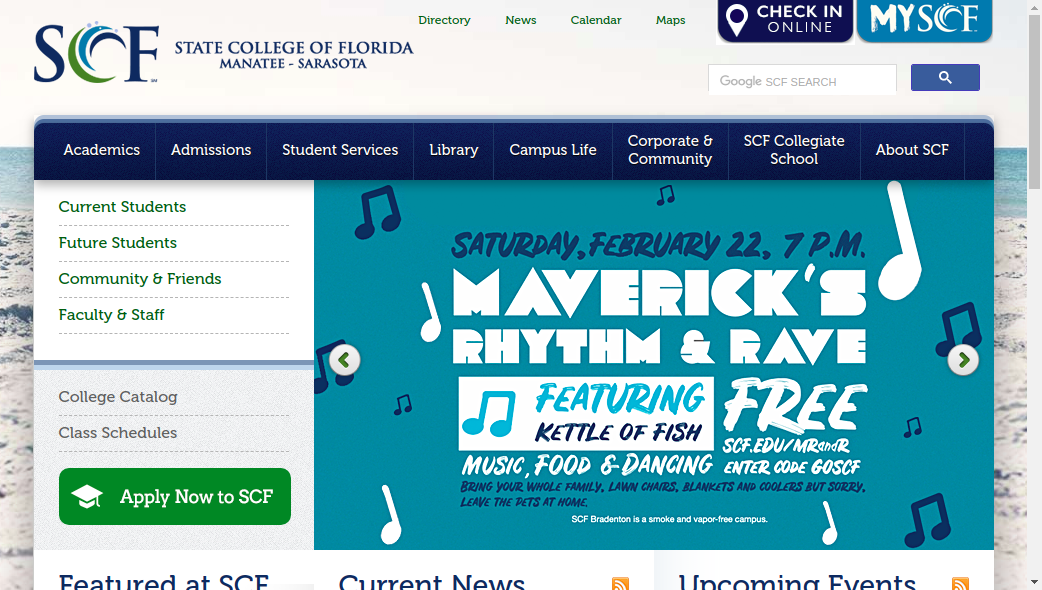 Directory News Calendar Maps
CHECK IN
ONLINE
MYSCF
SCF
STATE COLLEGE OF FLORIDA
MANATEE - SARASOTA
SM
Google SCF SEARCH
Academics
Admissions
Student Services
Library
Campus Life
Corporate &
Community
SCF Collegiate
School
About SCF
Current Students
Future Students
Community & Friends
Faculty & Staff
College Catalog
Class Schedules
Apply Now to SCF
SATURDAY, FEBRUARY 22, 7 P.M.
MAVERICK'S
RHYTHM & RAVE
FEATURING
KETTLE OF FISH
FREE
SCF.EDU/MRandR
ENTER CODE GOSCF
MUSIC, FOOD & DANCING
BRING YOUR WHOLE FAMILY, LAWN CHAIRS, BLANKETS AND COOLERS BUT SORRY,
LEAVE THE PETS AT HOME.
SCF Bradenton is a smoke and vapor-free campus.
Featured at SCF
Current News
Upcoming Events